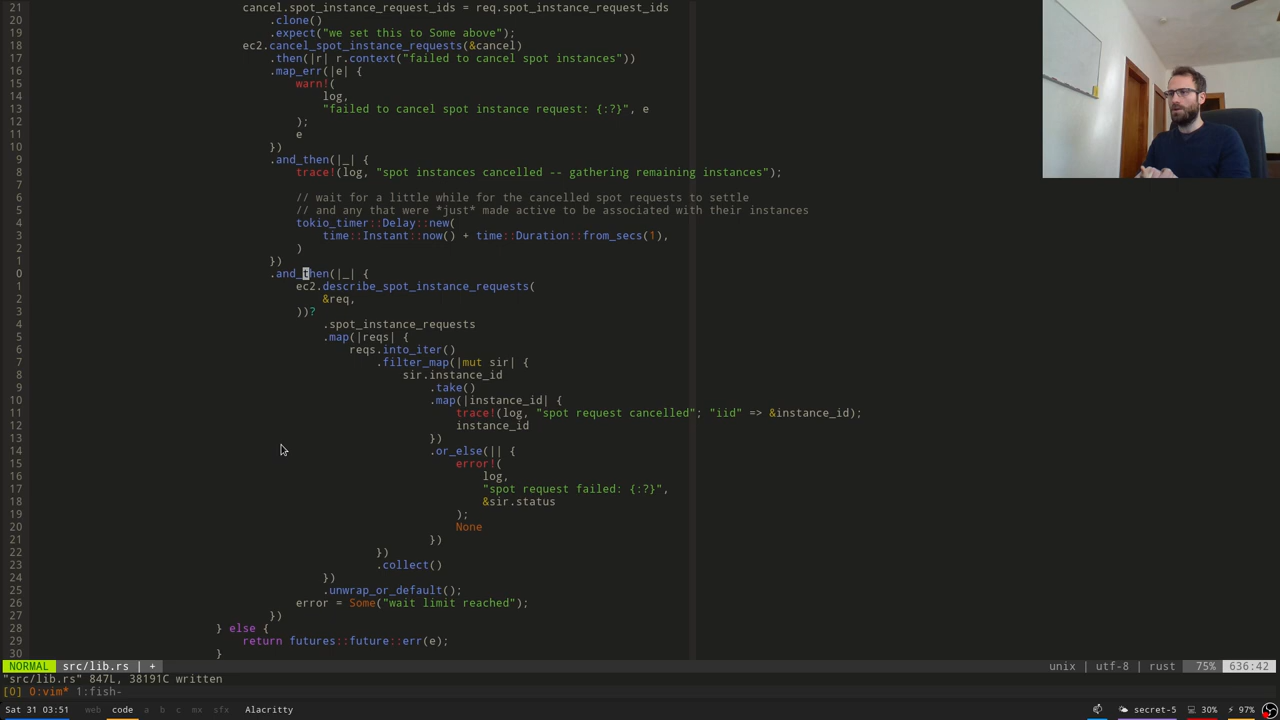 21 cancel.spot_instance_request_ids = req.spot_instance_request_ids
20 .clone()
19 .expect("we set this to Some above");
18 ec2.cancel_spot_instance_requests(&cancel)
17 .then(|r| r.context("failed to cancel spot instances"))
16 .map_err(|e| {
15 warn!(
14 log,
13 "failed to cancel spot instance request: {:?}", e
12 );
11 e
10 })
9 .and_then(|_| {
8 trace!(log, "spot instances cancelled -- gathering remaining instances");
7
6 // wait for a little while for the cancelled spot requests to settle
5 // and any that were *just* made active to be associated with their instances
4 tokio_timer::Delay::new(
3 time::Instant::now() + time::Duration::from_secs(1),
2 )
1 })
0 .and_then(|_| {
1 ec2.describe_spot_instance_requests(
2 &req,
3 ))?
4 .spot_instance_requests
5 .map(|reqs| {
6 reqs.into_iter()
7 .filter_map(|mut sir| {
8 sir.instance_id
9 .take()
10 .map(|instance_id| {
11 trace!(log, "spot request cancelled"; "iid" => &instance_id);
12 instance_id
13 })
14 .or_else(|| {
15 error!(
16 log,
17 "spot request failed: {:?}",
18 &sir.status
19 );
20 None
21 })
22 })
23 .collect()
24 })
25 .unwrap_or_default();
26 error = Some("wait limit reached");
27 })
28 } else {
29 return futures::future::err(e);
30 }
NORMAL src/lib.rs | + unix | utf-8 | rust 75% 636:42
"src/lib.rs" 847L, 38191C written
[0] 0:vim* 1:fish-
Sat 31 03:51 web code a b c mx sfx Alacritty secret-5 30% 97%